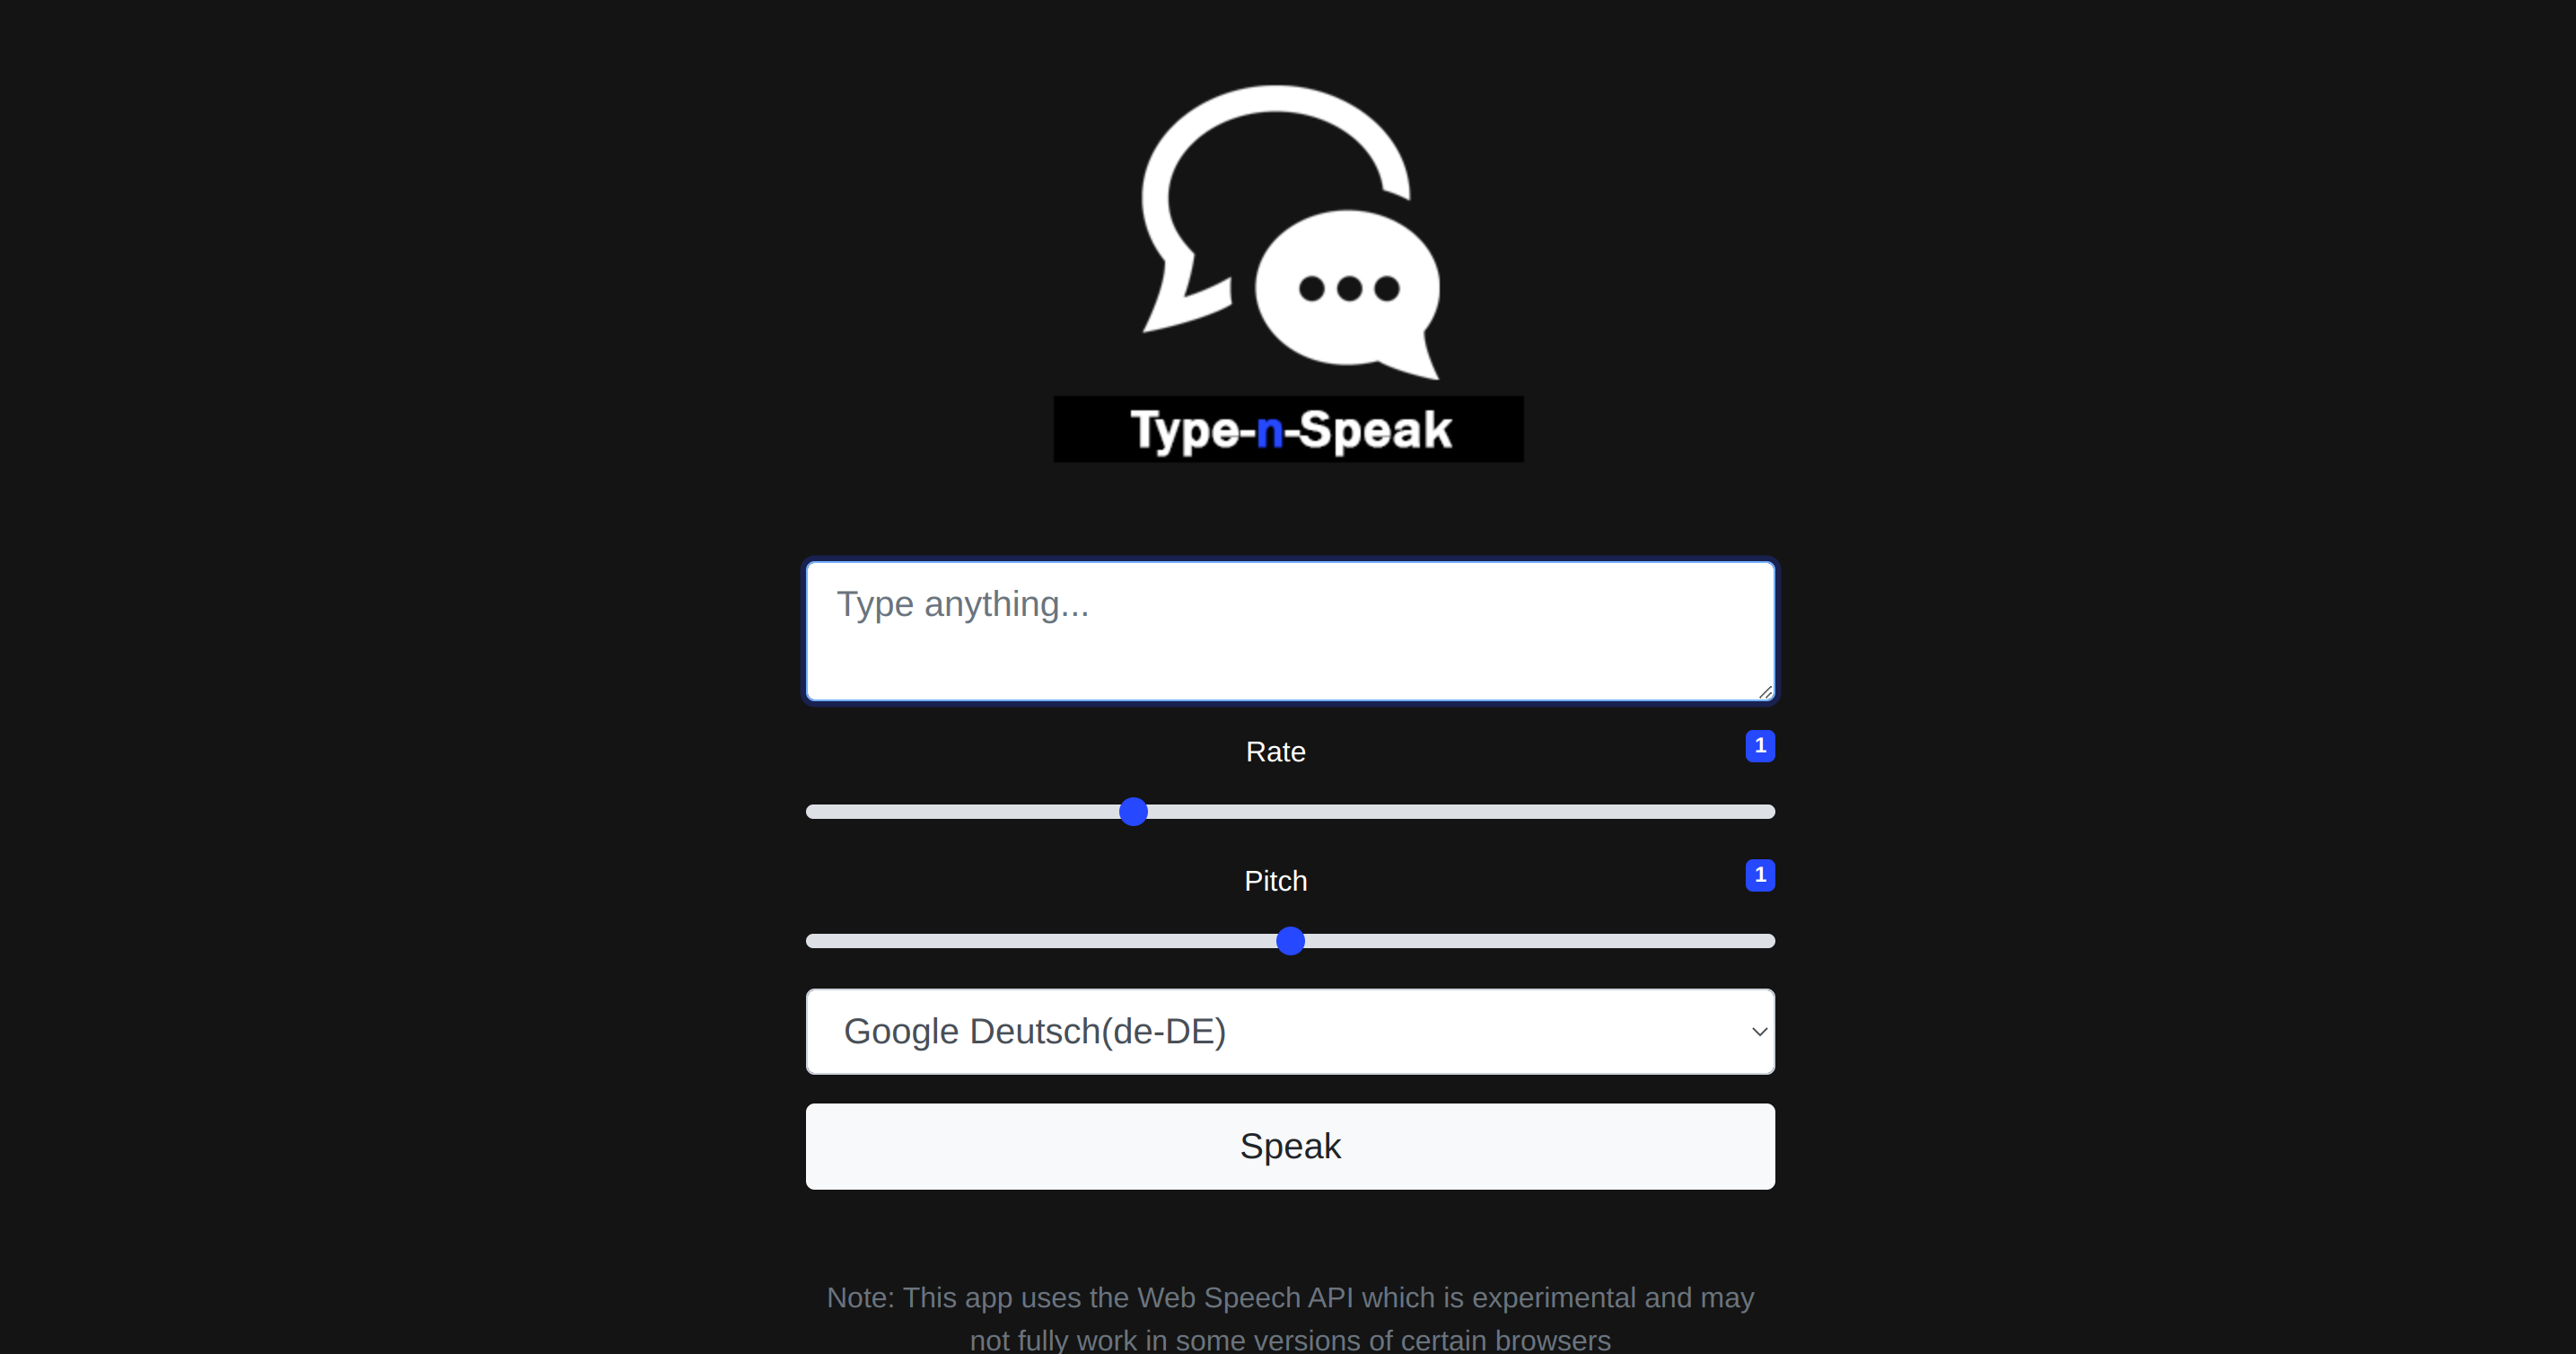 Type-n-Speak
Type anything...
Rate
1
Pitch
1
Google Deutsch(de-DE)
Speak
Note: This app uses the Web Speech API which is experimental and may
not fully work in some versions of certain browsers